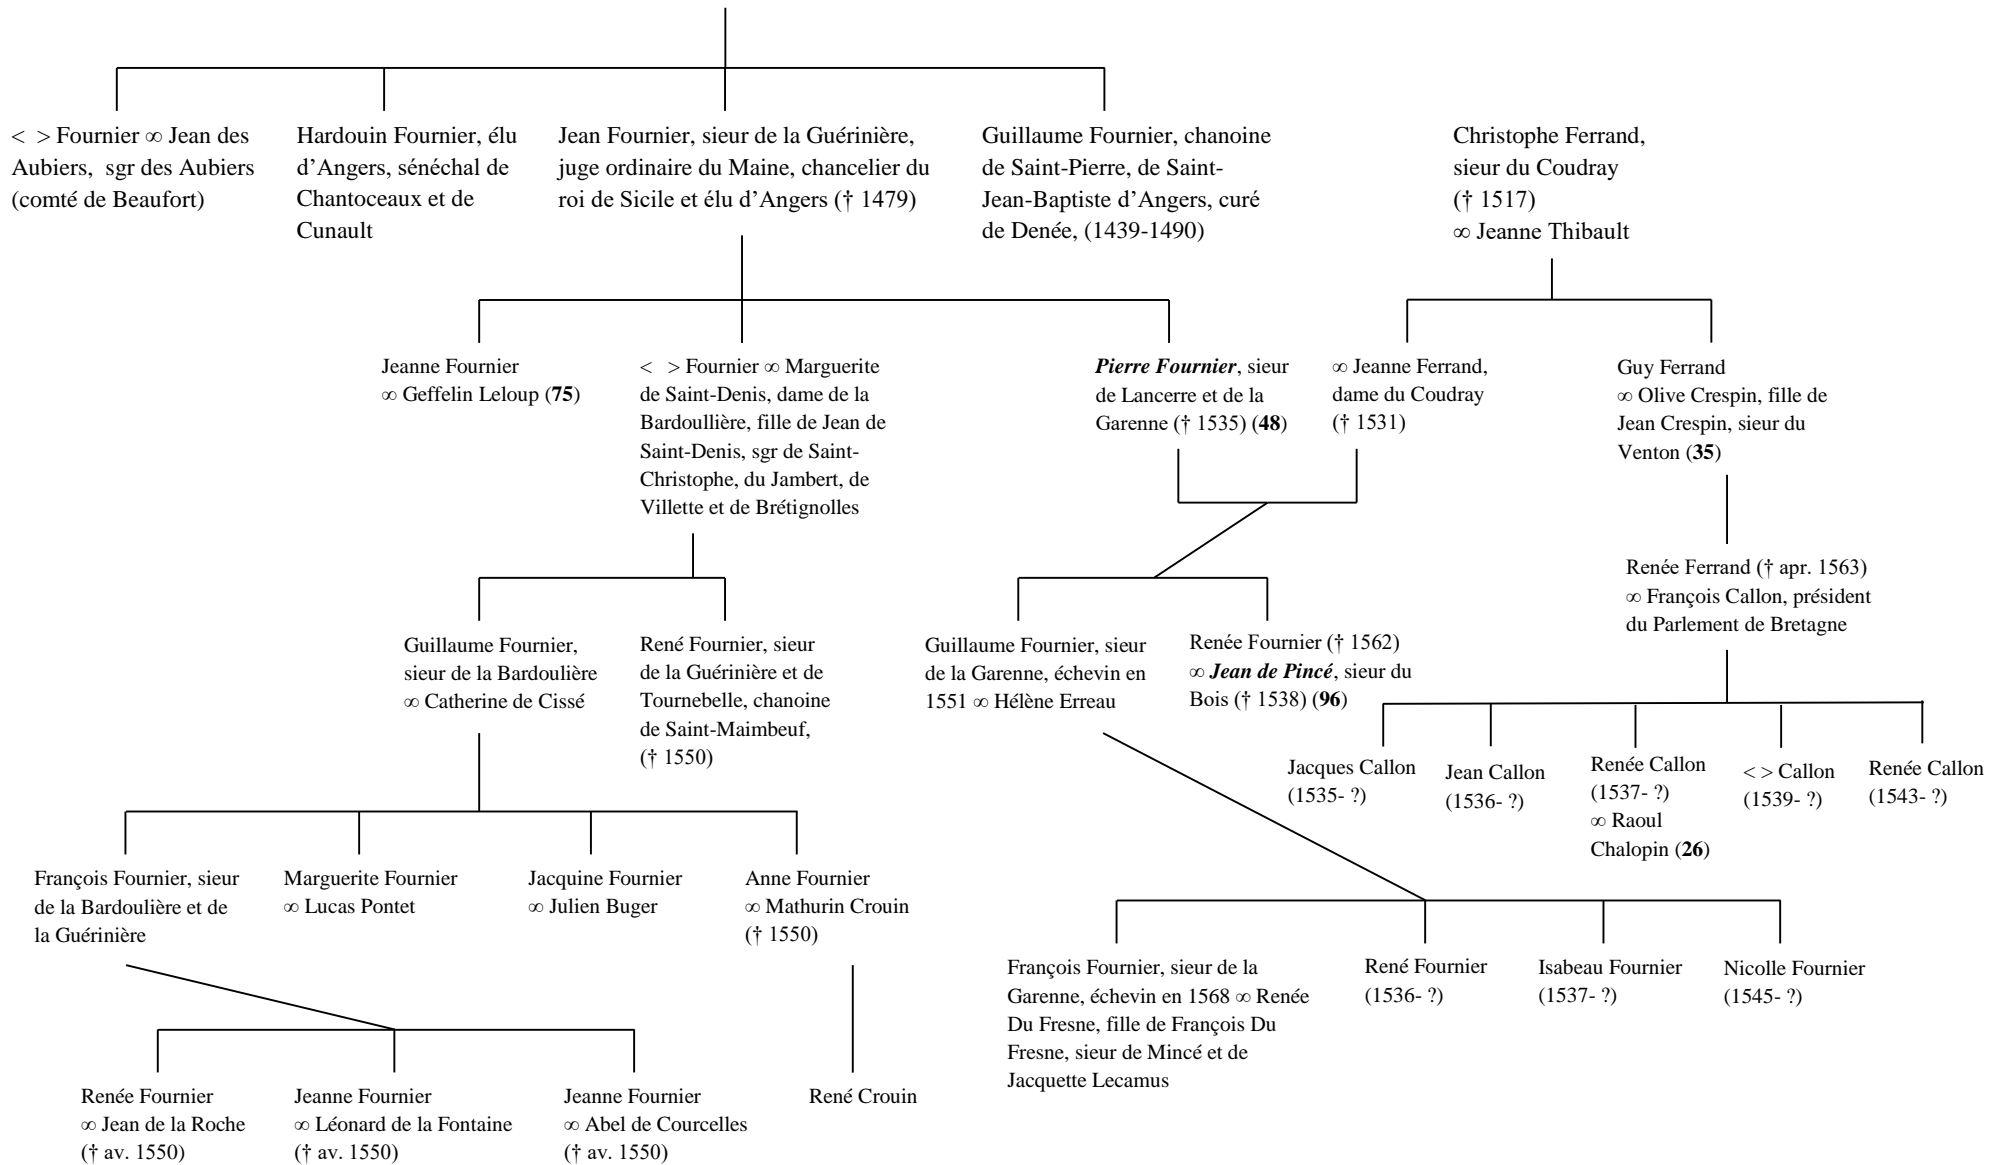 < > Fournier ∞ Jean des
Aubiers, sgr des Aubiers
(comté de Beaufort)
Hardouin Fournier, élu
d’Angers, sénéchal de
Chantoceaux et de
Cunault
Jean Fournier, sieur de la Guérinière,
juge ordinaire du Maine, chancelier du
roi de Sicile et élu d’Angers († 1479)
Guillaume Fournier, chanoine
de Saint-Pierre, de Saint-
Jean-Baptiste d’Angers, curé
de Denée, (1439-1490)
Christophe Ferrand,
sieur du Coudray
(† 1517)
∞ Jeanne Thibault
Jeanne Fournier
∞ Geffelin Leloup (75)
< > Fournier ∞ Marguerite
de Saint-Denis, dame de la
Bardoullière, fille de Jean de
Saint-Denis, sgr de Saint-
Christophe, du Jambert, de
Villette et de Brétignolles
Pierre Fournier, sieur
de Lancerre et de la
Garenne († 1535) (48)
∞ Jeanne Ferrand,
dame du Coudray
(† 1531)
Guy Ferrand
∞ Olive Crespin, fille de
Jean Crespin, sieur du
Venton (35)
Renée Ferrand († apr. 1563)
∞ François Callon, président
du Parlement de Bretagne
Guillaume Fournier,
sieur de la Bardoulière
∞ Catherine de Cissé
René Fournier, sieur
de la Guérinière et de
Tournebelle, chanoine
de Saint-Maimbeuf,
(† 1550)
Guillaume Fournier, sieur
de la Garenne, échevin en
1551 ∞ Hélène Erreau
Renée Fournier († 1562)
∞ Jean de Pincé, sieur du
Bois († 1538) (96)
Jacques Callon
(1535- ?)
Jean Callon
(1536- ?)
Renée Callon
(1537- ?)
∞ Raoul
Chalopin (26)
< > Callon
(1539- ?)
Renée Callon
(1543- ?)
François Fournier, sieur
de la Bardoulière et de
la Guérinière
Marguerite Fournier
∞ Lucas Pontet
Jacquine Fournier
∞ Julien Buger
Anne Fournier
∞ Mathurin Crouin
(† 1550)
François Fournier, sieur de la
Garenne, échevin en 1568 ∞ Renée
Du Fresne, fille de François Du
Fresne, sieur de Mincé et de
Jacquette Lecamus
René Fournier
(1536- ?)
Isabeau Fournier
(1537- ?)
Nicolle Fournier
(1545- ?)
Renée Fournier
∞ Jean de la Roche
(† av. 1550)
Jeanne Fournier
∞ Léonard de la Fontaine
(† av. 1550)
Jeanne Fournier
∞ Abel de Courcelles
(† av. 1550)
René Crouin